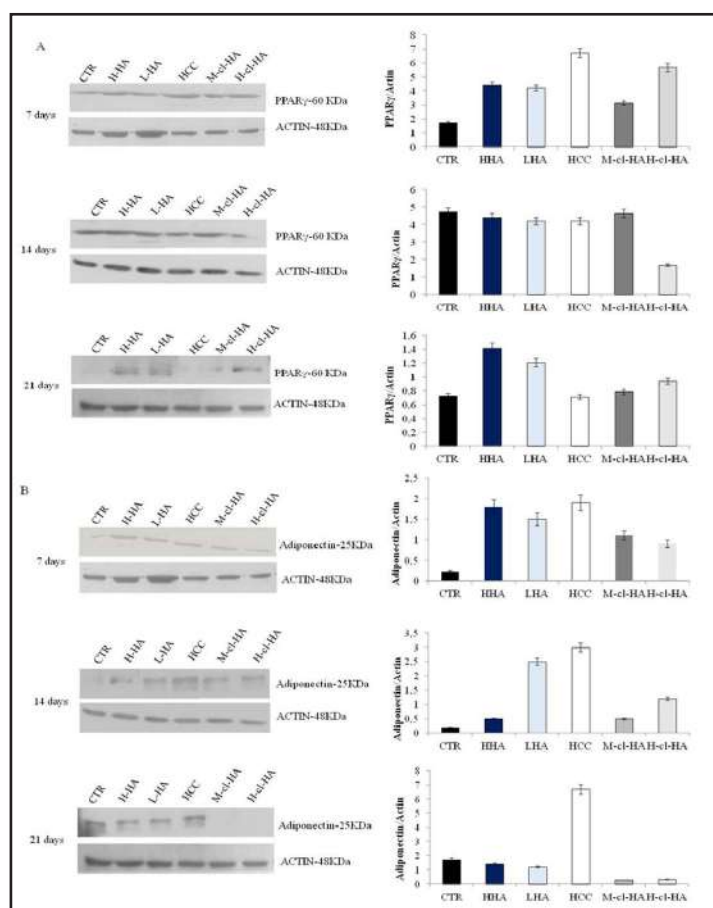 A
CTR H-HA L-HA HCC M-cl-HA H-cl-HA
7 days
PPARγ-60 KDa
ACTIN-48KDa
PPARγ/Actin
8
7
6
5
4
3
2
1
0
CTR HHA LHA HCC M-cl-HA H-cl-HA
CTR H-HA L-HA HCC M-cl-HA H-cl-HA
14 days
PPARγ-60 KDa
ACTIN-48KDa
PPARγ/Actin
6
5
4
3
2
1
0
CTR HHA LHA HCC M-cl-HA H-cl-HA
CTR H-HA L-HA HCC M-cl-HA H-cl-HA
21 days
PPARγ-60 KDa
ACTIN-48KDa
PPARγ/Actin
1,6
1,4
1,2
1
0,8
0,6
0,4
0,2
0
CTR HHA LHA HCC M-cl-HA H-cl-HA
B
CTR H-HA L-HA HCC M-cl-HA H-cl-HA
7 days
Adiponectin-25KDa
ACTIN-48KDa
Adiponectin/Actin
2,5
2
1,5
1
0,5
0
CTR HHA LHA HCC M-cl-HA H-cl-HA
CTR H-HA L-HA HCC M-cl-HA H-cl-HA
14 days
Adiponectin-25KDa
ACTIN-48KDa
Adiponectin/Actin
3,5
3
2,5
2
1,5
1
0,5
0
CTR HHA LHA HCC M-cl-HA H-cl-HA
CTR H-HA L-HA HCC M-cl-HA H-cl-HA
21 days
Adiponectin-25KDa
ACTIN-48KDa
Adiponectin/Actin
8
7
6
5
4
3
2
1
0
CTR HHA LHA HCC M-cl-HA H-cl-HA